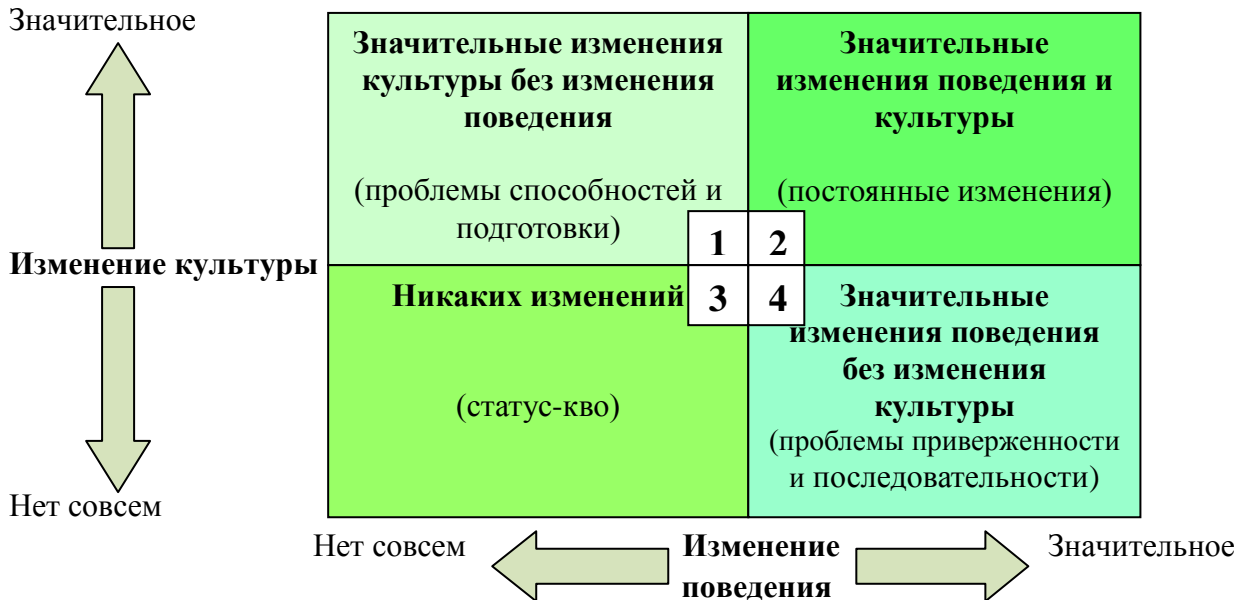 Значительное
Значительные изменения
культуры без изменения
поведения
(проблемы способностей и
подготовки)
Значительные
изменения поведения и
культуры
(постоянные изменения)
1
2
Изменение культуры
Никаких изменений
(статус-кво)
3
4
Значительные
изменения поведения
без изменения
культуры
(проблемы приверженности
и последовательности)
Нет совсем
Нет совсем
Изменение
поведения
Значительное